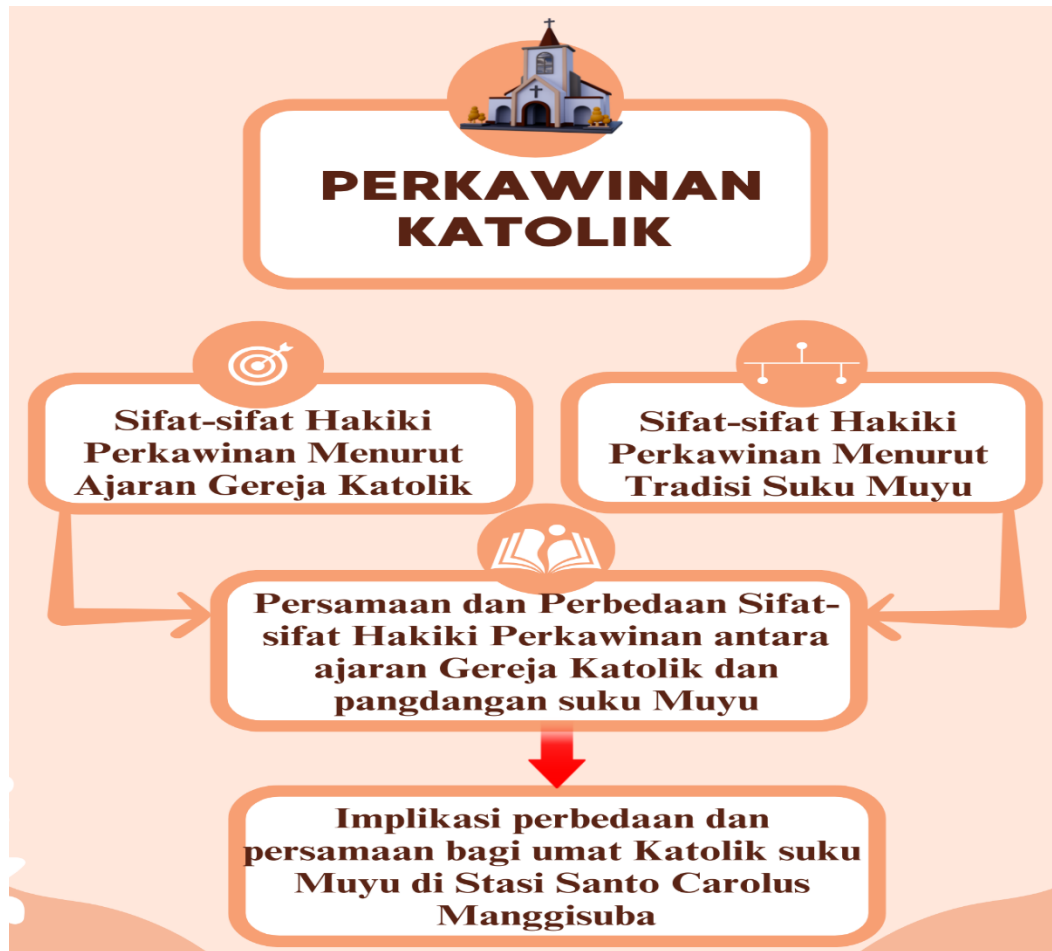 PERKAWINAN
KATOLIK
Sifat-sifat Hakiki
Perkawinan Menurut
Ajaran Gereja Katolik
Sifat-sifat Hakiki
Perkawinan Menurut
Tradisi Suku Muyu
Persamaan dan Perbedaan Sifat-
sifat Hakiki Perkawinan antara
ajaran Gereja Katolik dan
pangdangan suku Muyu
Implikasi perbedaan dan
persamaan bagi umat Katolik suku
Muyu di Stasi Santo Carolus
Manggisuba